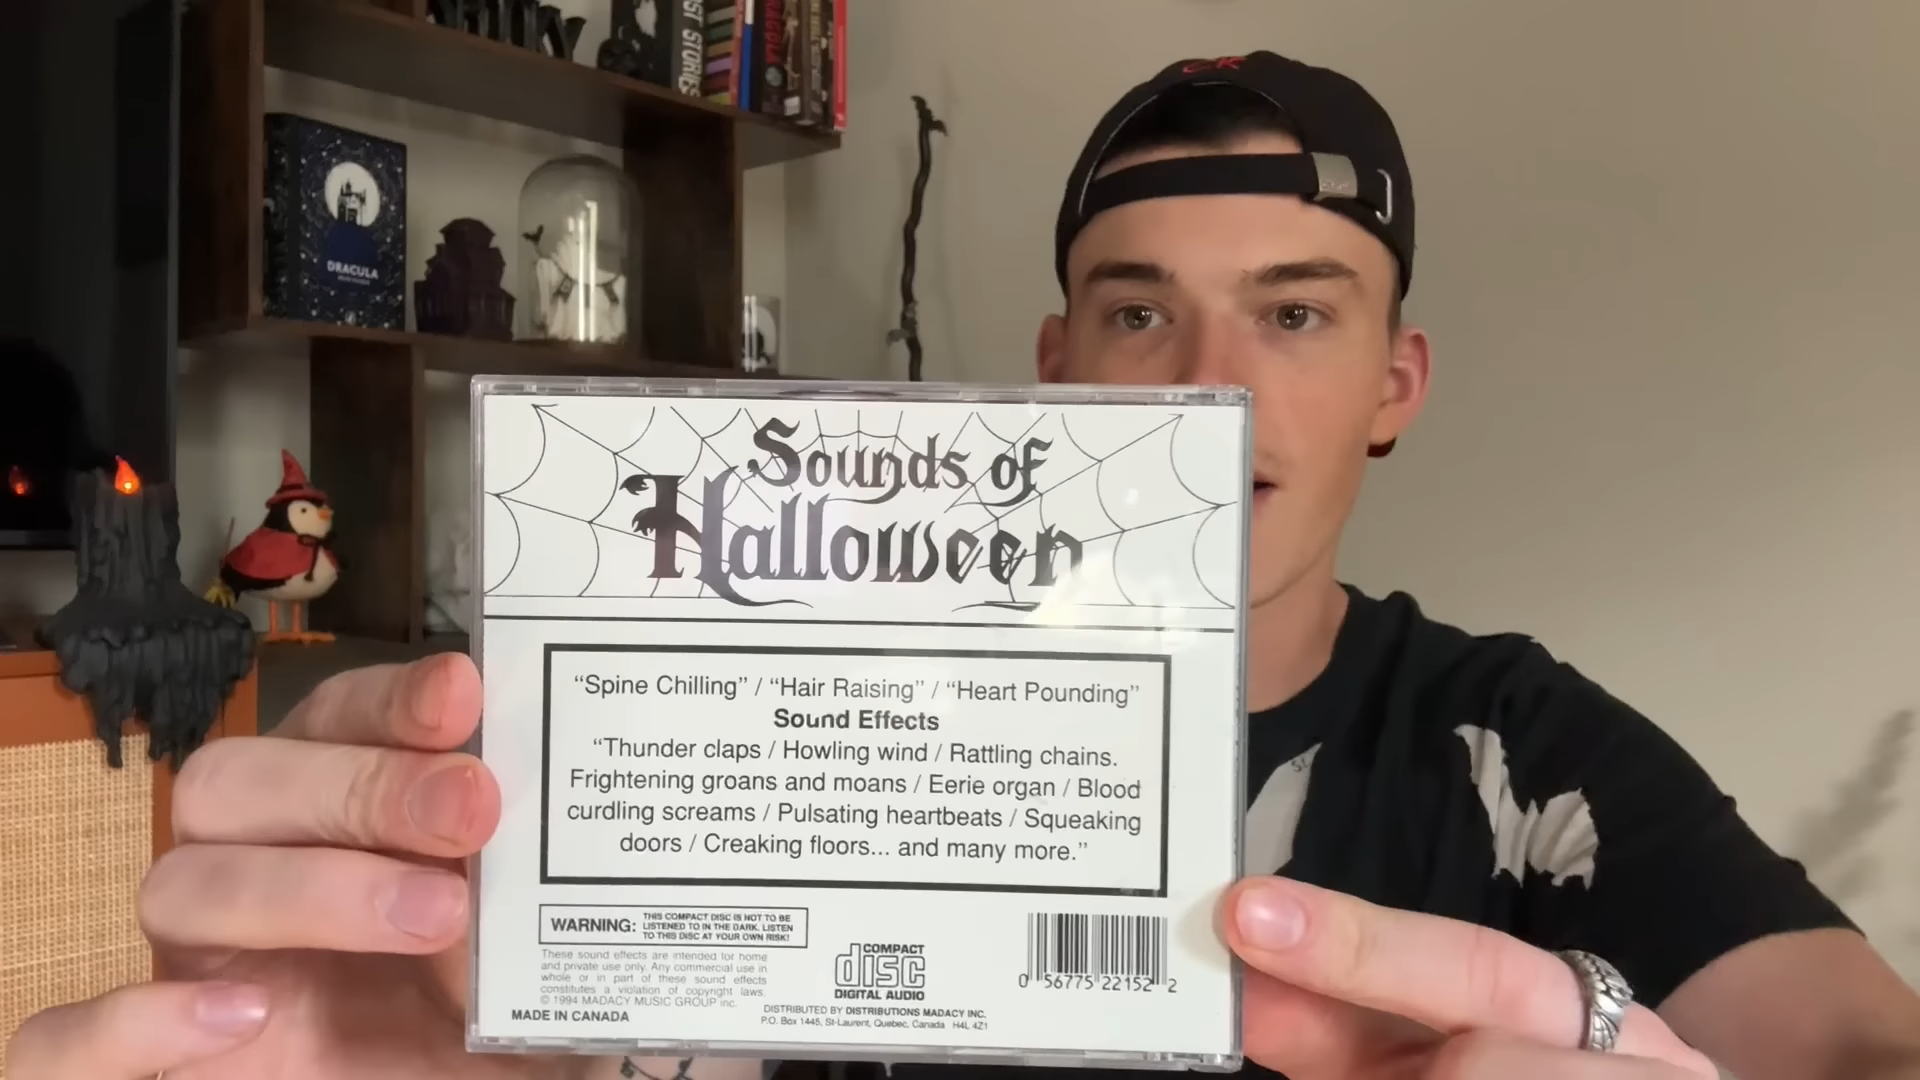 ST STORIES
DRACULA
DRACULA
Sounds of
Halloween
“Spine Chilling” / “Hair Raising” / “Heart Pounding”
Sound Effects
“Thunder claps / Howling wind / Rattling chains.
Frightening groans and moans / Eerie organ / Blood
curdling screams / Pulsating heartbeats / Squeaking
doors / Creaking floors... and many more.”
WARNING:
THIS COMPACT DISC IS NOT TO BE
LISTENED TO IN THE DARK. LISTEN
TO THIS DISC AT YOUR OWN RISK!
These sound effects are intended for home
and private use only. Any commercial use in
whole or in part of these sound effects
constitutes a violation of copyright laws.
© 1994 MADACY MUSIC GROUP inc.
MADE IN CANADA
COMPACT
disc
DIGITAL AUDIO
DISTRIBUTED BY DISTRIBUTIONS MADACY INC.
P.O. Box 1445, St-Laurent, Quebec, Canada H4L 4Z1
0 56775 22152 2